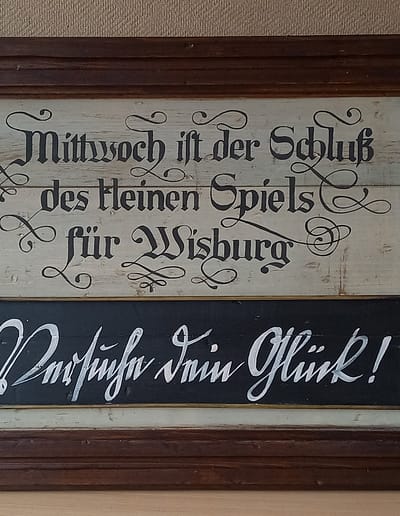 Mittwoch ist der Schluß
des kleinen Spiels
für Wisburg
Versuche dein Glück!